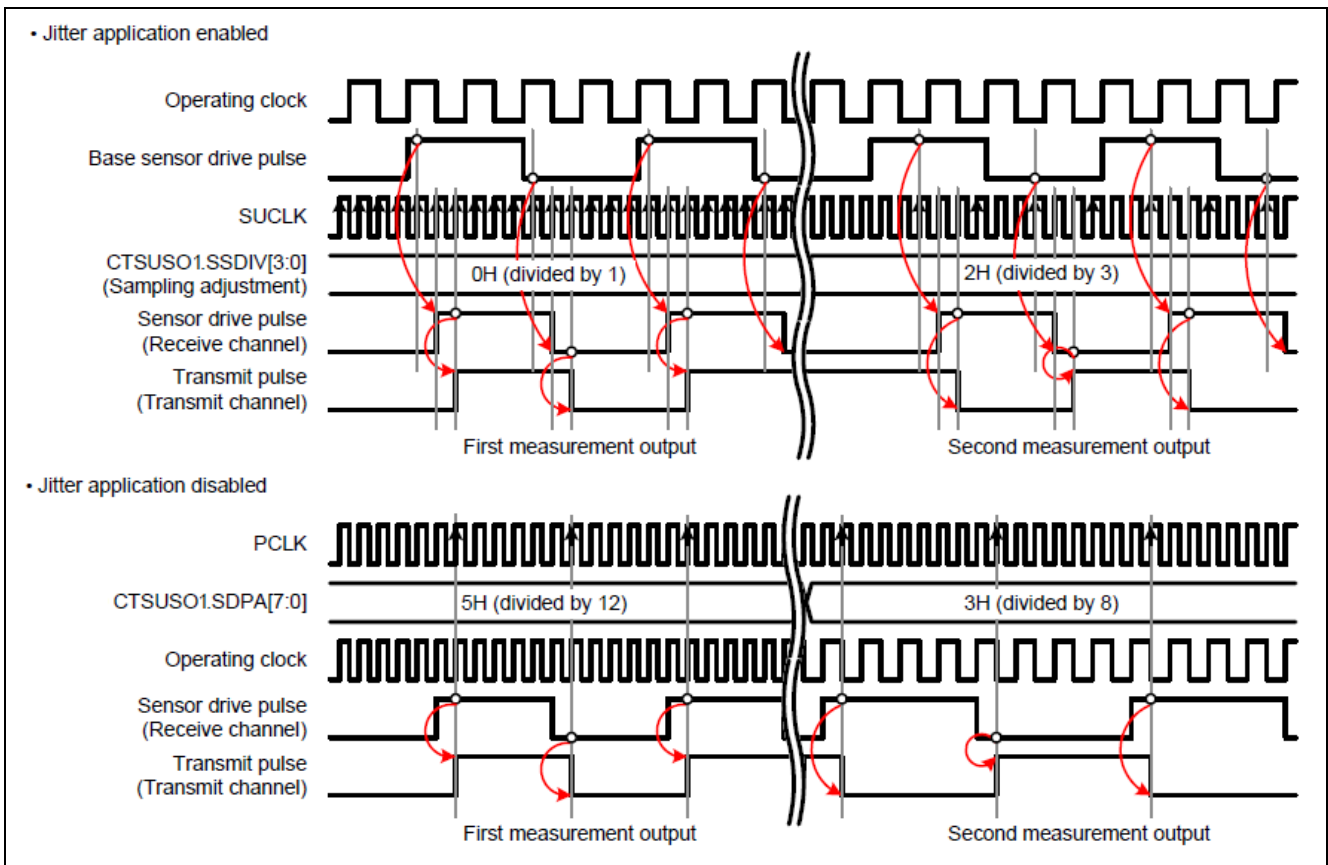 • Jitter application enabled
Operating clock
Base sensor drive pulse
SUCLK
CTSUSO1.SSDIV[3:0]
(Sampling adjustment)
0H (divided by 1)
2H (divided by 3)
Sensor drive pulse
(Receive channel)
Transmit pulse
(Transmit channel)
First measurement output
Second measurement output
• Jitter application disabled
PCLK
CTSUSO1.SDPA[7:0]
5H (divided by 12)
3H (divided by 8)
Operating clock
Sensor drive pulse
(Receive channel)
Transmit pulse
(Transmit channel)
First measurement output
Second measurement output